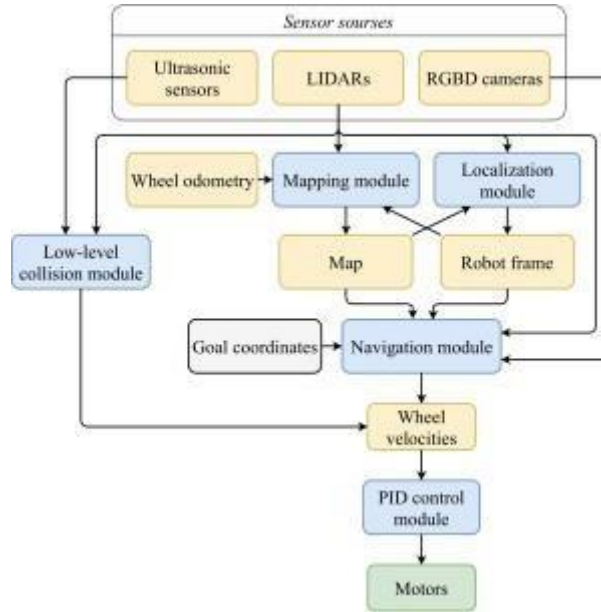 Sensor sourses
Ultrasonic
sensors
LIDARs
RGBD cameras
Wheel odometry
Mapping module
Localization
module
Low-level
collision module
Map
Robot frame
Goal coordinates
Navigation module
Wheel
velocities
PID control
module
Motors